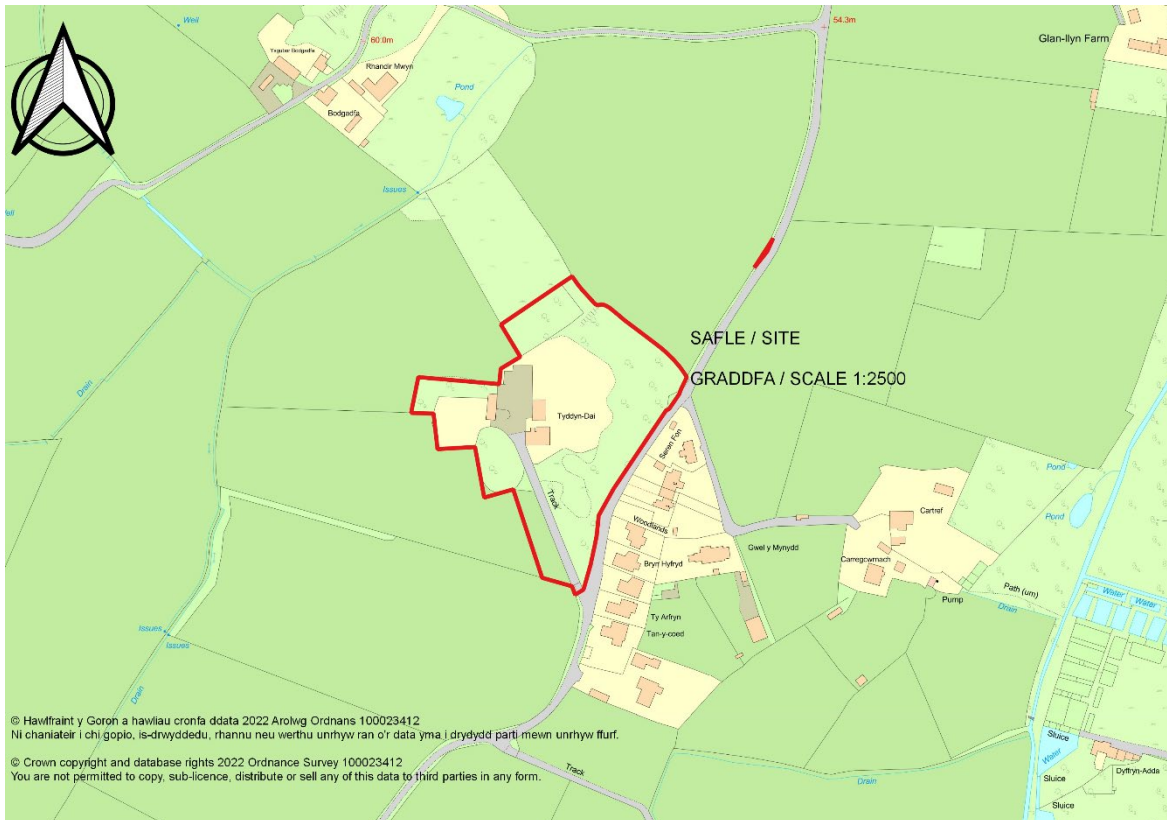 Well
54.3m
60.0m
Glan-llyn Farm
Rhandir Mwyn
Pond
Bodgadfa
Issues
SAFLE / SITE
GRADDFA / SCALE 1:2500
Drain
Tyddyn-Dai
Track
Seren Fon
Woodlands
Gwel y Mynydd
Bryn Hyfryd
Cartref
Carregcwrnach
Pond
Pond
Path (um)
Pump
Drain
Water
Water
Ty Arfryn
Tan-y-coed
Issues
Issues
Drain
Sluice
Water
Dyffryn-Adda
Sluice
Sluice
Drain
Track
© Hawlfraint y Goron a hawliau cronfa ddata 2022 Arolwg Ordnans 100023412
Ni chaniateir i chi gopio, is-drwyddedu, rhannu neu werthu unrhyw ran o'r data yma i drydydd parti mewn unrhyw ffurf.
© Crown copyright and database rights 2022 Ordnance Survey 100023412
You are not permitted to copy, sub-licence, distribute or sell any of this data to third parties in any form.